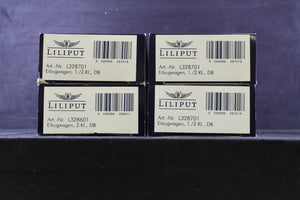 LILIPUT
Art.-Nr. L328701
Eilzugwagen, 1./2.Kl., DB
LILIPUT
Art.-Nr. L328701
Eilzugwagen, 1./2.Kl., DB
LILIPUT
Art.-Nr. L328601
Eilzugwagen, 2.Kl., DB
LILIPUT
Art.-Nr. L328701
Eilzugwagen, 1./2.Kl., DB